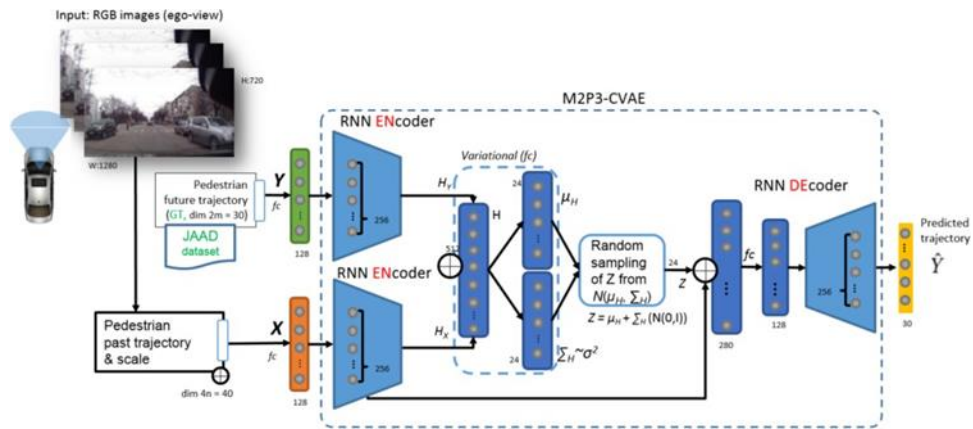 Input: RGB images (ego-view)
H:720
W:1280
M2P3-CVAE
Pedestrian
future trajectory
(GT, dim 2m = 30)
JAAD
dataset
Y
fc
128
RNN ENcoder
256
H_Y
Variational (fc)
H
512
24
μ_H
Random
sampling
of Z from
N(μ_H, ∑_H)
Z = μ_H + ∑_H (N(0,I))
24
Z
280
fc
128
RNN DEcoder
256
Predicted
trajectory
Ŷ
30
Pedestrian
past trajectory
& scale
dim 4n = 40
X
fc
128
RNN ENcoder
256
H_X
24
∑_H~σ²